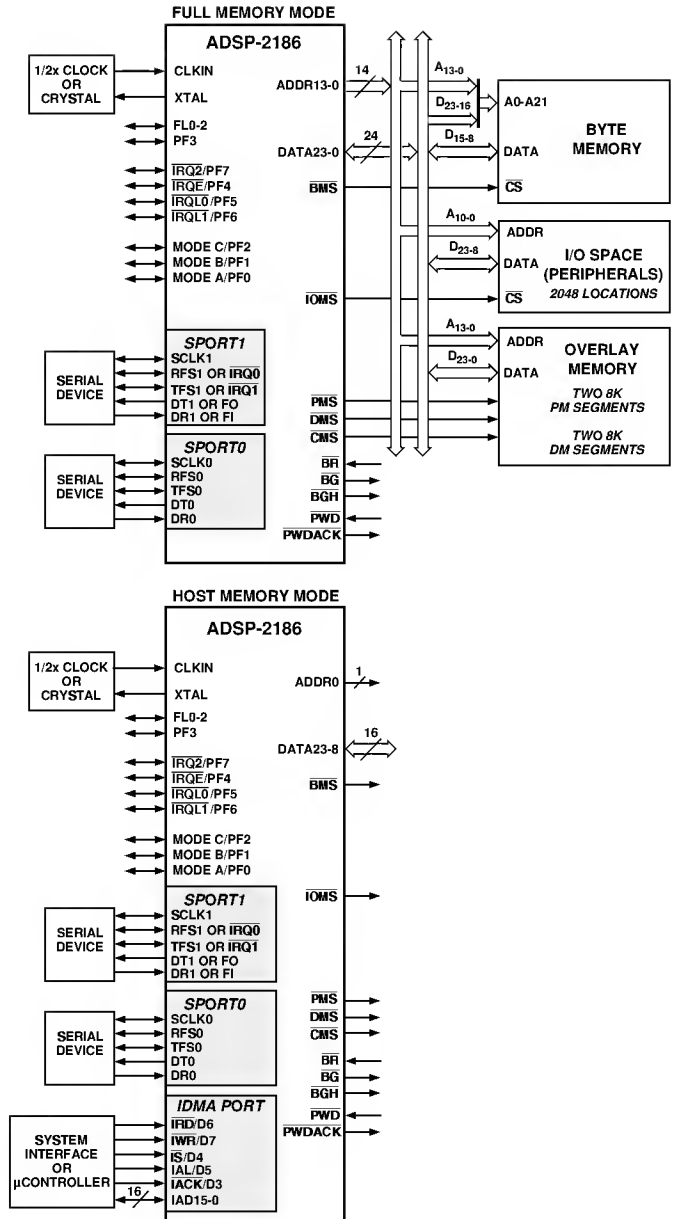 FULL MEMORY MODE
ADSP-2186
1/2x CLOCK
OR
CRYSTAL
CLKIN
XTAL
FL0-2
PF3
IRQ2/PF7
IRQE/PF4
IRQL0/PF5
IRQL1/PF6
MODE C/PF2
MODE B/PF1
MODE A/PF0
SERIAL
DEVICE
SPORT1
SCLK1
RFS1 OR IRQ0
TFS1 OR IRQ1
DT1 OR FO
DR1 OR FI
SERIAL
DEVICE
SPORT0
SCLK0
RFS0
TFS0
DT0
DR0
ADDR13-0
14
DATA23-0
24
BMS
IOMS
PMS
DMS
CMS
BR
BG
BGH
PWD
PWDACK
A13-0
D23-16
D15-8
A0-A21
DATA
CS
BYTE
MEMORY
A10-0
D23-8
ADDR
DATA
CS
I/O SPACE
(PERIPHERALS)
2048 LOCATIONS
A13-0
D23-0
ADDR
DATA
OVERLAY
MEMORY
TWO 8K
PM SEGMENTS
TWO 8K
DM SEGMENTS
HOST MEMORY MODE
ADSP-2186
1/2x CLOCK
OR
CRYSTAL
CLKIN
XTAL
FL0-2
PF3
IRQ2/PF7
IRQE/PF4
IRQL0/PF5
IRQL1/PF6
MODE C/PF2
MODE B/PF1
MODE A/PF0
SERIAL
DEVICE
SPORT1
SCLK1
RFS1 OR IRQ0
TFS1 OR IRQ1
DT1 OR FO
DR1 OR FI
SERIAL
DEVICE
SPORT0
SCLK0
RFS0
TFS0
DT0
DR0
SYSTEM
INTERFACE
OR
µCONTROLLER
16
IDMA PORT
IRD/D6
IWR/D7
IS/D4
IAL/D5
IACK/D3
IAD15-0
ADDR0
1
DATA23-8
16
BMS
IOMS
PMS
DMS
CMS
BR
BG
BGH
PWD
PWDACK